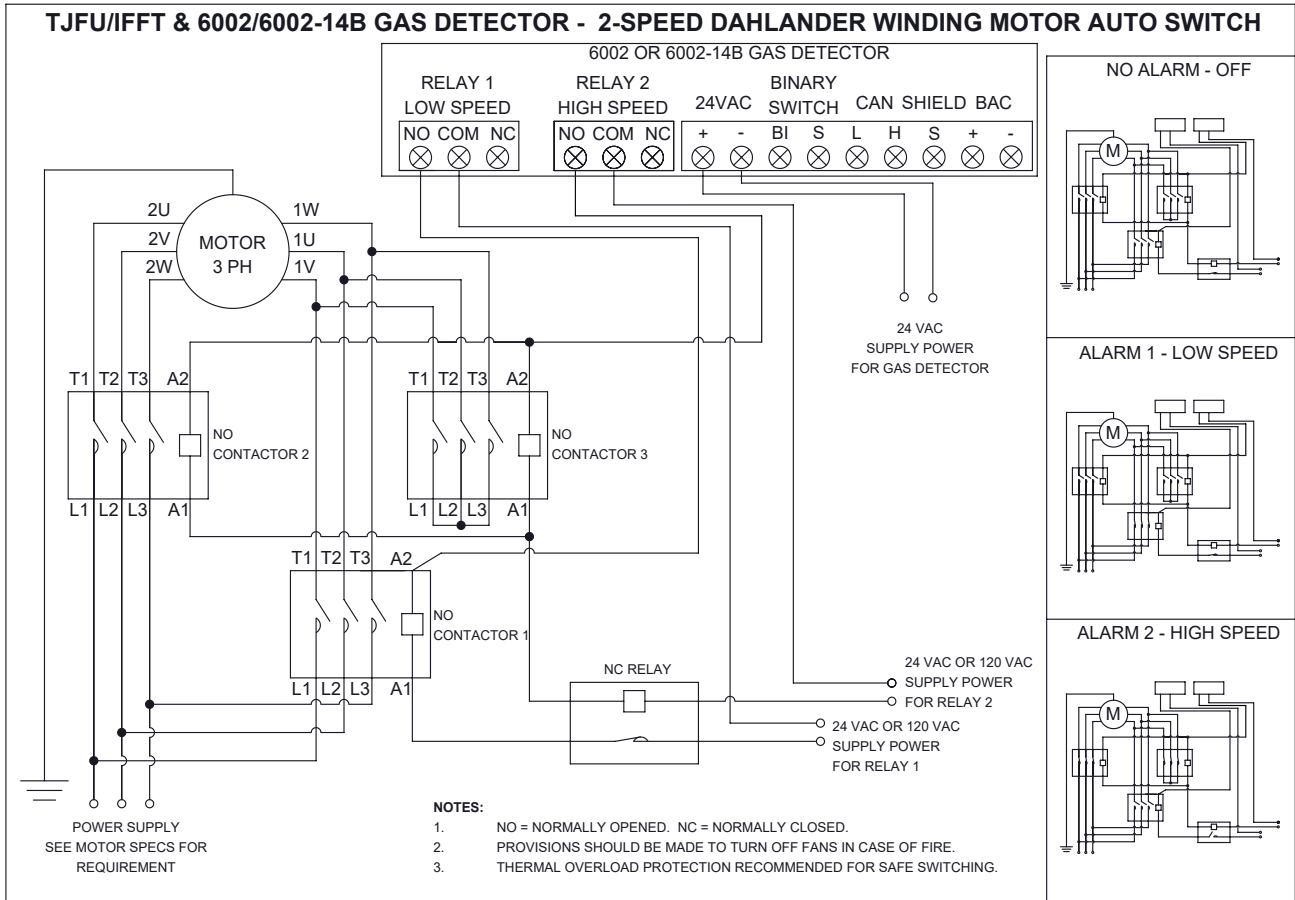 TJFU/IFFT & 6002/6002-14B GAS DETECTOR - 2-SPEED DAHLANDER WINDING MOTOR AUTO SWITCH
6002 OR 6002-14B GAS DETECTOR
RELAY 1
LOW SPEED
NO COM NC
RELAY 2
HIGH SPEED
NO COM NC
24VAC
BINARY
SWITCH
CAN SHIELD BAC
+ - BI S L H S + -
2U
2V
2W
MOTOR
3 PH
1W
1U
1V
24 VAC
SUPPLY POWER
FOR GAS DETECTOR
T1 T2 T3 A2
NO
CONTACTOR 2
L1 L2 L3 A1
T1 T2 T3 A2
NO
CONTACTOR 3
L1 L2 L3 A1
T1 T2 T3 A2
NO
CONTACTOR 1
L1 L2 L3 A1
NC RELAY
24 VAC OR 120 VAC
SUPPLY POWER
FOR RELAY 2
24 VAC OR 120 VAC
SUPPLY POWER
FOR RELAY 1
POWER SUPPLY
SEE MOTOR SPECS FOR
REQUIREMENT
NOTES:
1. NO = NORMALLY OPENED. NC = NORMALLY CLOSED.
2. PROVISIONS SHOULD BE MADE TO TURN OFF FANS IN CASE OF FIRE.
3. THERMAL OVERLOAD PROTECTION RECOMMENDED FOR SAFE SWITCHING.
NO ALARM - OFF
M
ALARM 1 - LOW SPEED
M
ALARM 2 - HIGH SPEED
M